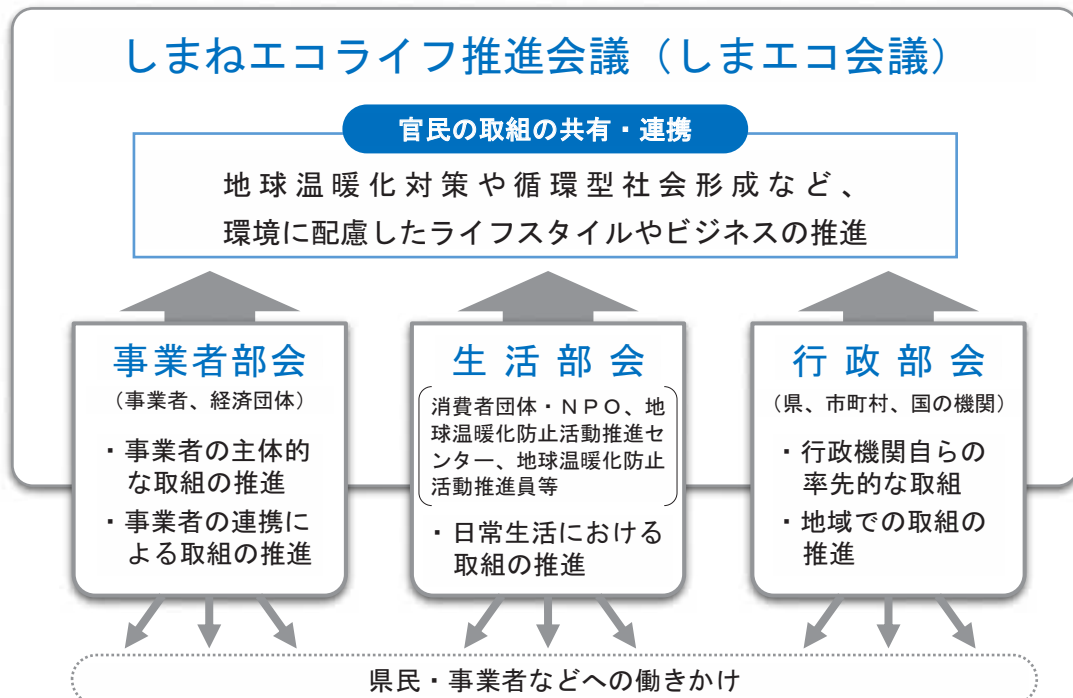 しまねエコライフ推進会議（しまエコ会議）
官民の取組の共有・連携
地球温暖化対策や循環型社会形成など、
環境に配慮したライフスタイルやビジネスの推進
事業者部会
（事業者、経済団体）
・事業者の主体的
な取組の推進
・事業者の連携に
よる取組の推進
生活部会
消費者団体・ＮＰＯ、地
球温暖化防止活動推進セ
ンター、地球温暖化防止
活動推進員等
・日常生活における
取組の推進
行政部会
（県、市町村、国の機関）
・行政機関自らの
率先的な取組
・地域での取組の
推進
県民・事業者などへの働きかけ